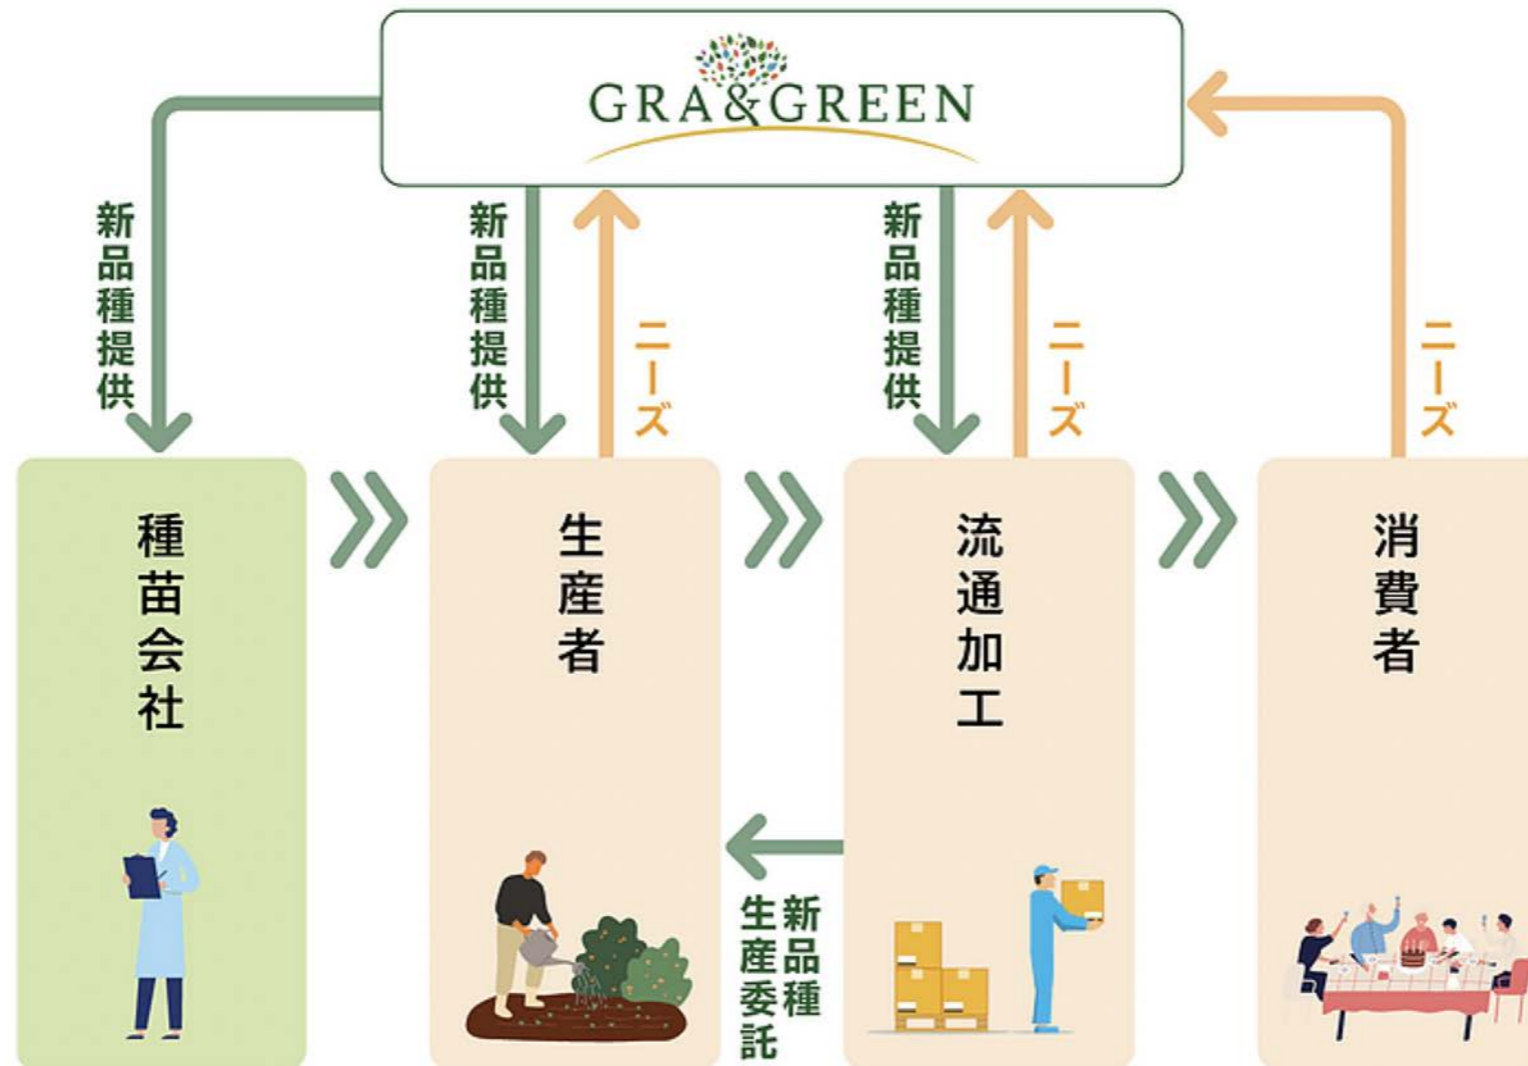 GRA&GREEN
新品種提供
新品種提供
ニーズ
新品種提供
ニーズ
ニーズ
種苗会社
生産者
流通加工
消費者
新品種
生産委託